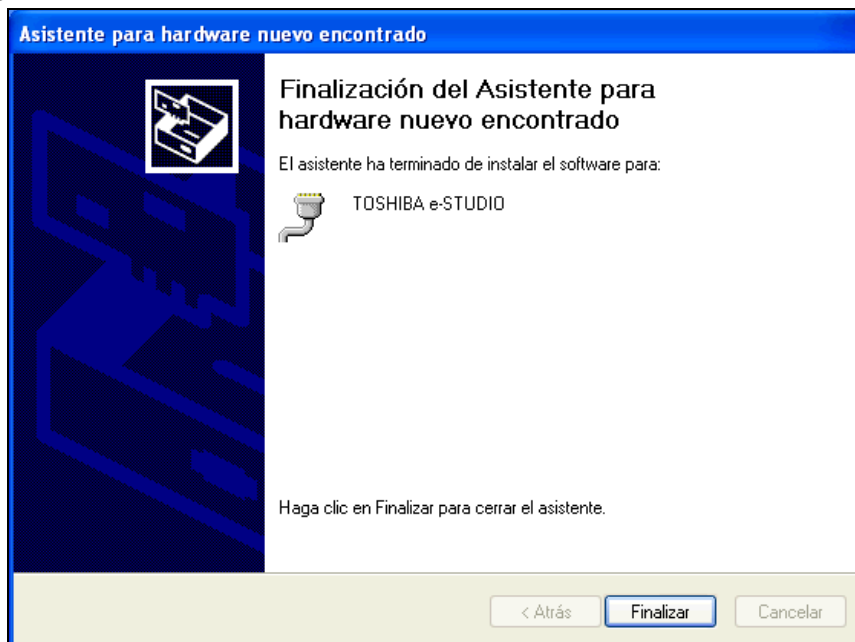 Asistente para hardware nuevo encontrado
Finalización del Asistente para
hardware nuevo encontrado
El asistente ha terminado de instalar el software para:
TOSHIBA e-STUDIO
Haga clic en Finalizar para cerrar el asistente.
< Atrás
Finalizar
Cancelar